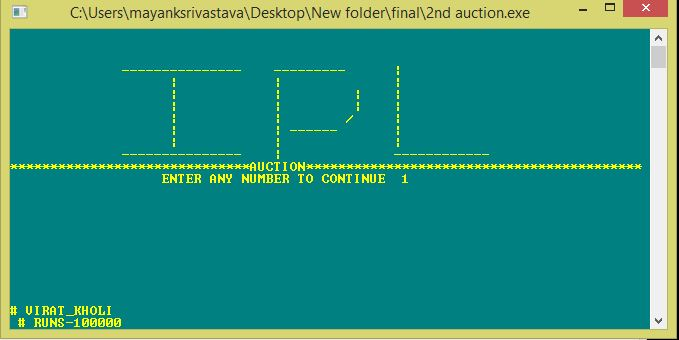 C:\Users\mayanksrivastava\Desktop\New folder\final\2nd auction.exe
IPL
******************************AUCTION******************************************
ENTER ANY NUMBER TO CONTINUE 1
# VIRAT_KHOLI
# RUNS-100000